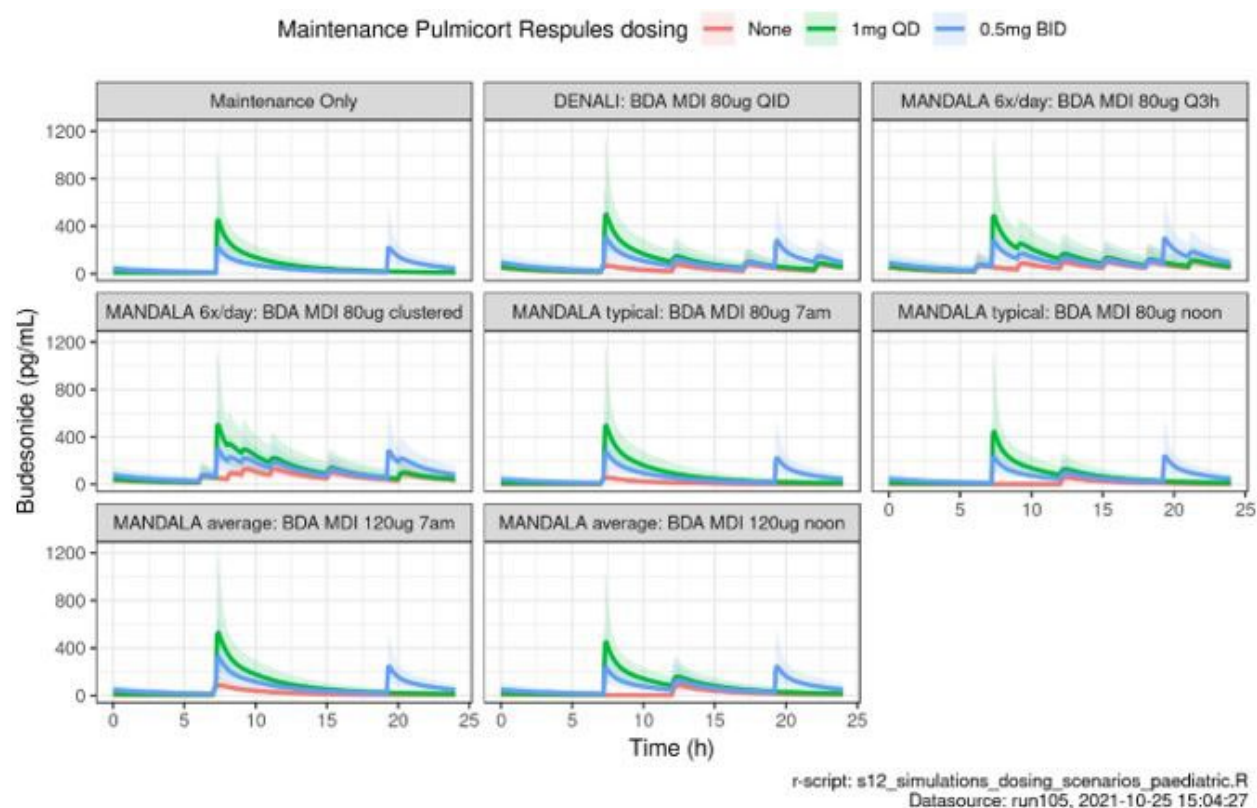 Maintenance Pulmicort Respules dosing None 1mg QD 0.5mg BID
Maintenance Only DENALI: BDA MDI 80ug QID MANDALA 6x/day: BDA MDI 80ug Q3h
1200
800
400
0
MANDALA 6x/day: BDA MDI 80ug clustered MANDALA typical: BDA MDI 80ug 7am MANDALA typical: BDA MDI 80ug noon
1200
800
400
0
0 5 10 15 20 25
MANDALA average: BDA MDI 120ug 7am MANDALA average: BDA MDI 120ug noon
1200
800
400
0
0 5 10 15 20 25 0 5 10 15 20 25
Budesonide (pg/mL)
Time (h)
r-script: s12_simulations_dosing_scenarios_paediatric.R
Datasource: run105, 2021-10-25 15:04:27